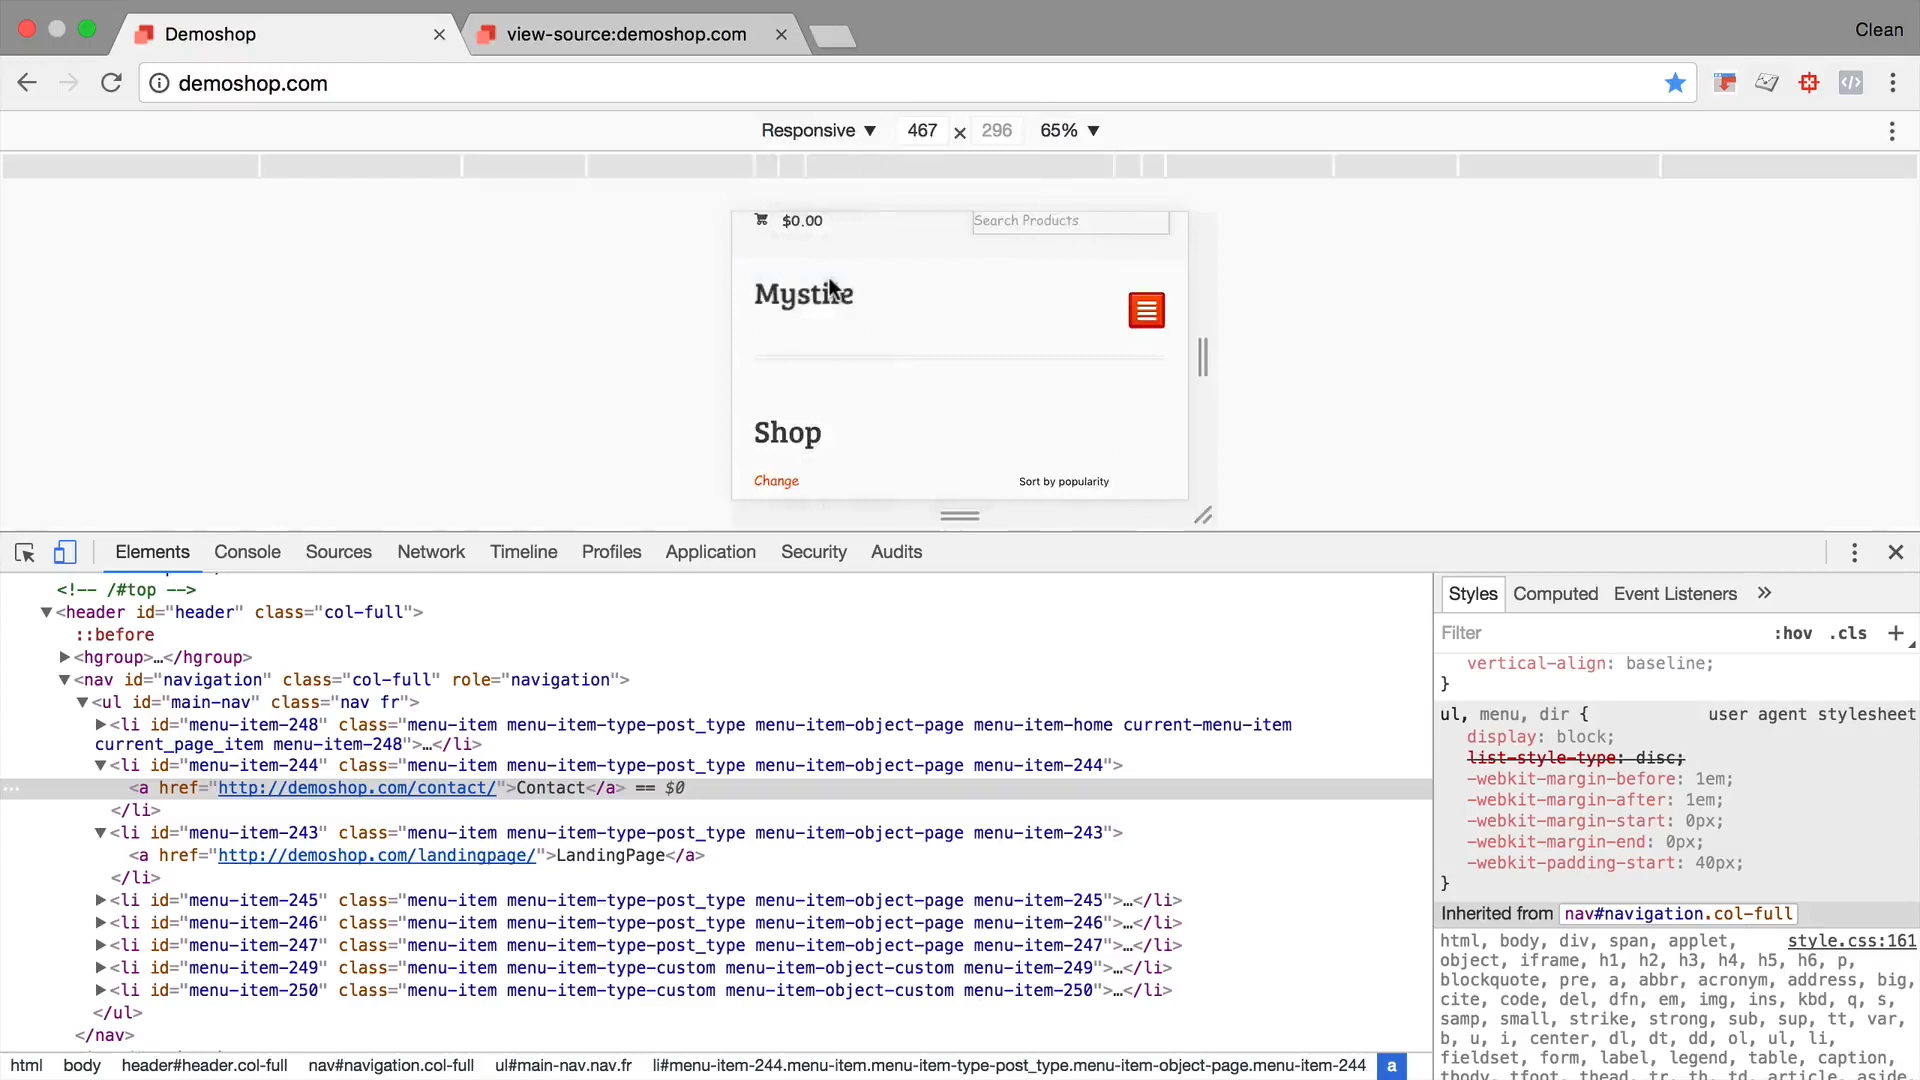 Demoshop
view-source:demoshop.com
Clean
demoshop.com
Responsive ▼ 467 × 296 65% ▼
$0.00
Search Products
Mystile
Shop
Change
Sort by popularity
Elements Console Sources Network Timeline Profiles Application Security Audits
<!-- /#top -->
▼<header id="header" class="col-full">
::before
▶<hgroup>…</hgroup>
▼<nav id="navigation" class="col-full" role="navigation">
▼<ul id="main-nav" class="nav fr">
▶<li id="menu-item-248" class="menu-item menu-item-type-post_type menu-item-object-page menu-item-home current-menu-item
current_page_item menu-item-248">…</li>
▼<li id="menu-item-244" class="menu-item menu-item-type-post_type menu-item-object-page menu-item-244">
<a href="http://demoshop.com/contact/">Contact</a> == $0
</li>
▼<li id="menu-item-243" class="menu-item menu-item-type-post_type menu-item-object-page menu-item-243">
<a href="http://demoshop.com/landingpage/">LandingPage</a>
</li>
▶<li id="menu-item-245" class="menu-item menu-item-type-post_type menu-item-object-page menu-item-245">…</li>
▶<li id="menu-item-246" class="menu-item menu-item-type-post_type menu-item-object-page menu-item-246">…</li>
▶<li id="menu-item-247" class="menu-item menu-item-type-post_type menu-item-object-page menu-item-247">…</li>
▶<li id="menu-item-249" class="menu-item menu-item-type-custom menu-item-object-custom menu-item-249">…</li>
▶<li id="menu-item-250" class="menu-item menu-item-type-custom menu-item-object-custom menu-item-250">…</li>
</ul>
</nav>
html body header#header.col-full nav#navigation.col-full ul#main-nav.nav.fr li#menu-item-244.menu-item.menu-item-type-post_type.menu-item-object-page.menu-item-244 a
Styles Computed Event Listeners »
Filter :hov .cls +
vertical-align: baseline;
}
ul, menu, dir { user agent stylesheet
display: block;
list-style-type: disc;
-webkit-margin-before: 1em;
-webkit-margin-after: 1em;
-webkit-margin-start: 0px;
-webkit-margin-end: 0px;
-webkit-padding-start: 40px;
}
Inherited from nav#navigation.col-full
html, body, div, span, applet, style.css:161
object, iframe, h1, h2, h3, h4, h5, h6, p,
blockquote, pre, a, abbr, acronym, address, big,
cite, code, del, dfn, em, img, ins, kbd, q, s,
samp, small, strike, strong, sub, sup, tt, var,
b, u, i, center, dl, dt, dd, ol, ul, li,
fieldset, form, label, legend, table, caption,
tbody, tfoot, thead, tr, th, td, article, aside,